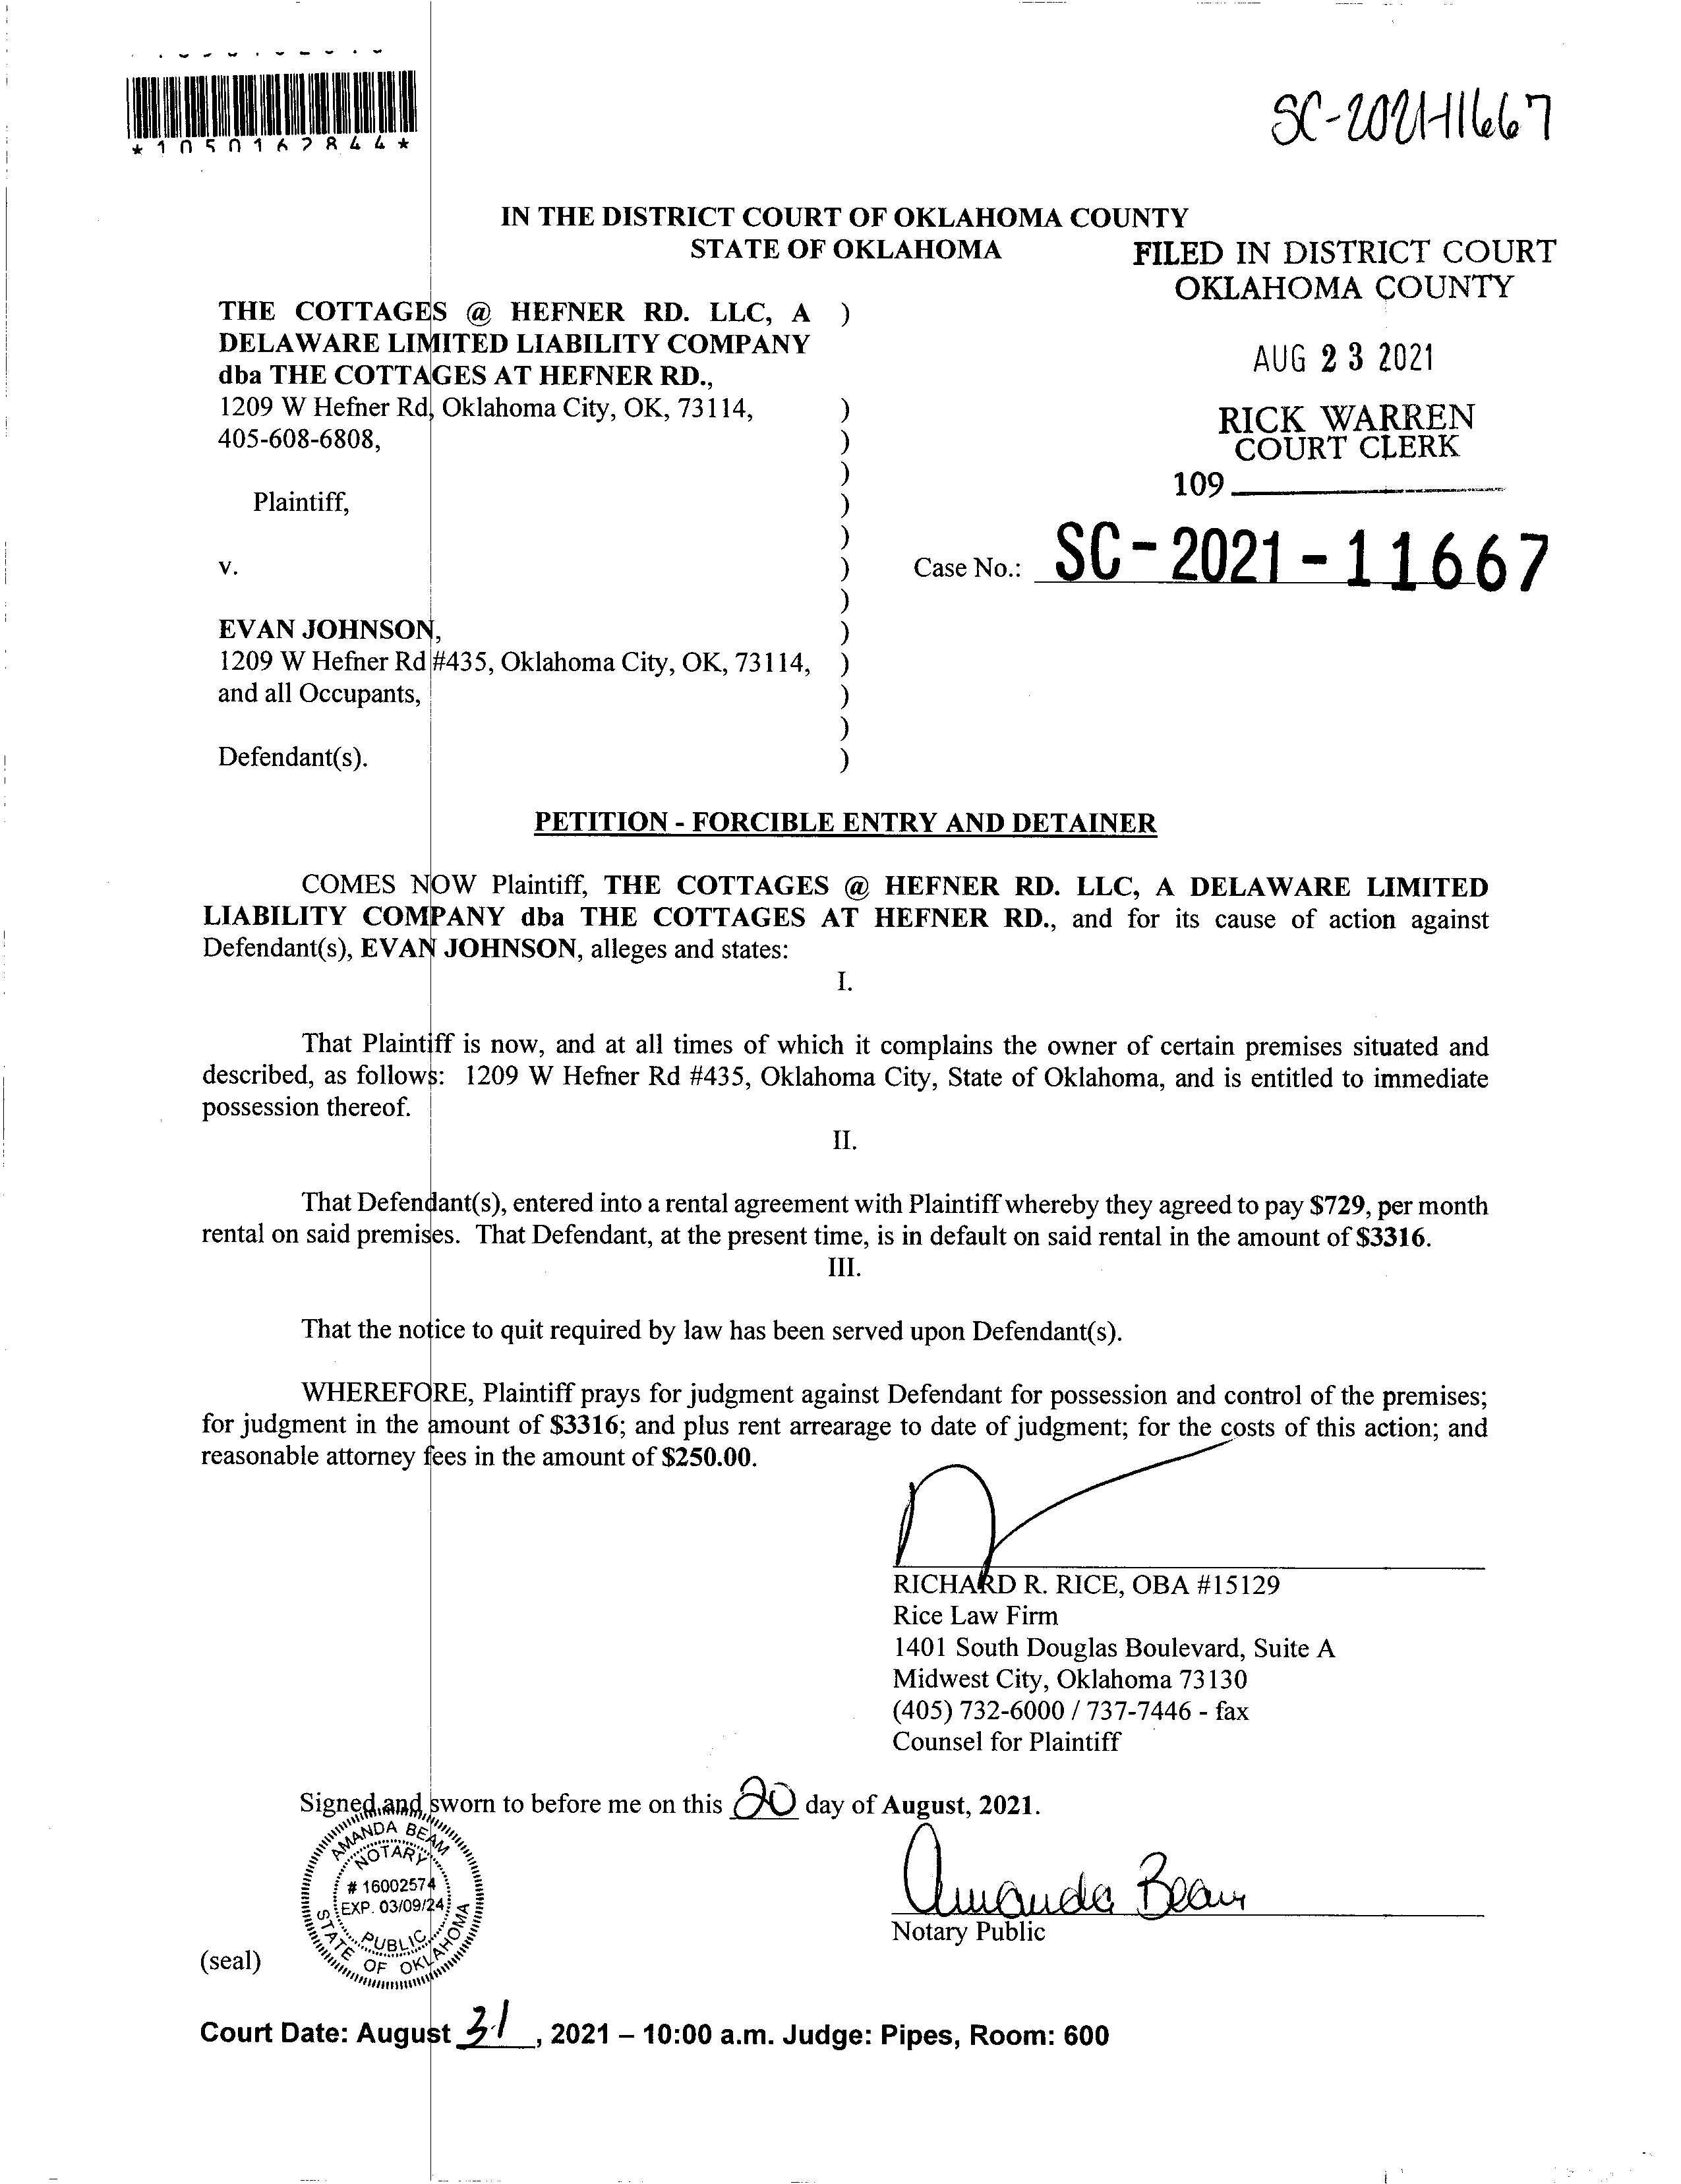 *1050162844*
SC-2021-11667
IN THE DISTRICT COURT OF OKLAHOMA COUNTY
STATE OF OKLAHOMA
FILED IN DISTRICT COURT
OKLAHOMA COUNTY
AUG 23 2021
RICK WARREN
COURT CLERK
109
THE COTTAGES @ HEFNER RD. LLC, A )
DELAWARE LIMITED LIABILITY COMPANY
dba THE COTTAGES AT HEFNER RD.,
1209 W Hefner Rd, Oklahoma City, OK, 73114, )
405-608-6808, )
)
Plaintiff, )
)
v. ) Case No.: SC-2021-11667
)
EVAN JOHNSON, )
1209 W Hefner Rd #435, Oklahoma City, OK, 73114, )
and all Occupants, )
)
Defendant(s). )
PETITION - FORCIBLE ENTRY AND DETAINER
COMES NOW Plaintiff, THE COTTAGES @ HEFNER RD. LLC, A DELAWARE LIMITED
LIABILITY COMPANY dba THE COTTAGES AT HEFNER RD., and for its cause of action against
Defendant(s), EVAN JOHNSON, alleges and states:
I.
That Plaintiff is now, and at all times of which it complains the owner of certain premises situated and
described, as follows: 1209 W Hefner Rd #435, Oklahoma City, State of Oklahoma, and is entitled to immediate
possession thereof.
II.
That Defendant(s), entered into a rental agreement with Plaintiff whereby they agreed to pay $729, per month
rental on said premises. That Defendant, at the present time, is in default on said rental in the amount of $3316.
III.
That the notice to quit required by law has been served upon Defendant(s).
WHEREFORE, Plaintiff prays for judgment against Defendant for possession and control of the premises;
for judgment in the amount of $3316; and plus rent arrearage to date of judgment; for the costs of this action; and
reasonable attorney fees in the amount of $250.00.
RICHARD R. RICE, OBA #15129
Rice Law Firm
1401 South Douglas Boulevard, Suite A
Midwest City, Oklahoma 73130
(405) 732-6000 / 737-7446 - fax
Counsel for Plaintiff
Signed and sworn to before me on this 20 day of August, 2021.
AMANDA BEAM
NOTARY
# 16002574
EXP. 03/09/24
PUBLIC
STATE OF OKLAHOMA
Amanda Beam
Notary Public
(seal)
Court Date: August 31, 2021 – 10:00 a.m. Judge: Pipes, Room: 600